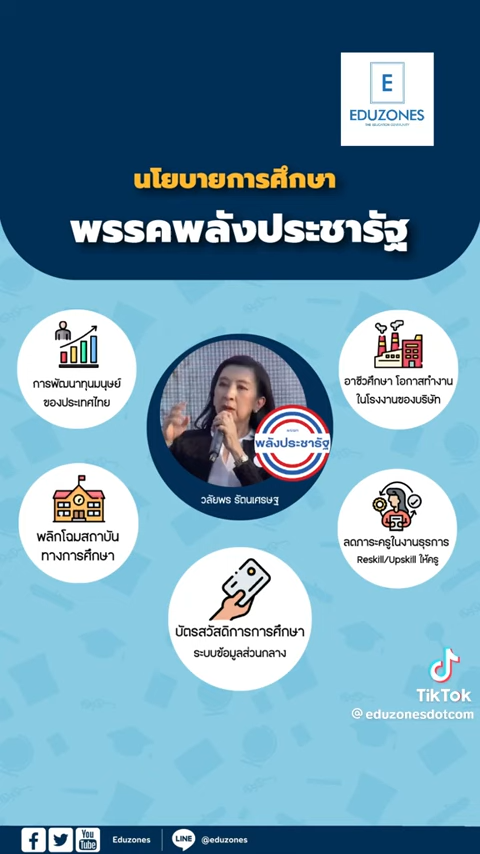 E
EDUZONES
นโยบายการศึกษา
พรรคพลังประชารัฐ
การพัฒนาทุนมนุษย์
ของประเทศไทย
อาชีวศึกษา โอกาสทำงาน
ในโรงงานของบริษัท
พลังประชารัฐ
วลัยพร รัตนเศรษฐ
พลิกโฉมสถาบัน
ทางการศึกษา
ลดภาระครูในงานธุรการ
Reskill/Upskill ให้ครู
บัตรสวัสดิการการศึกษา
ระบบข้อมูลส่วนกลาง
TikTok
@eduzonesdotcom
You
Tube
Eduzones
LINE
@eduzones